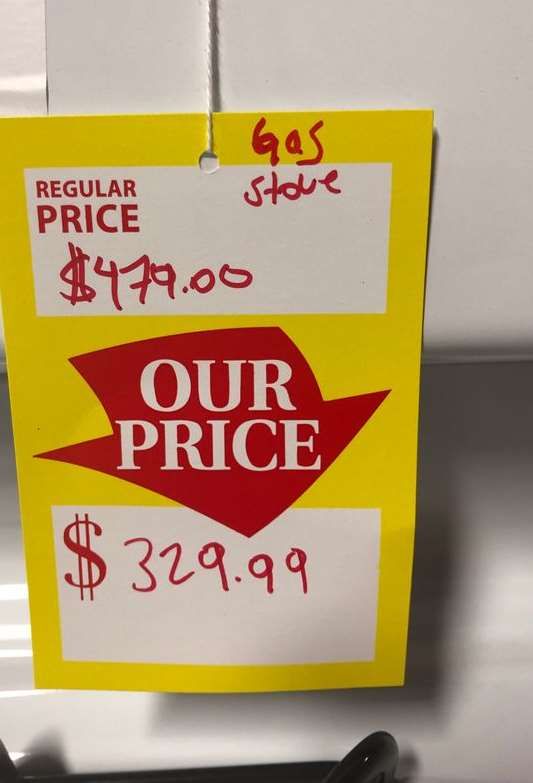 Gas
stove
REGULAR
PRICE
$479.00
OUR
PRICE
$ 329.99